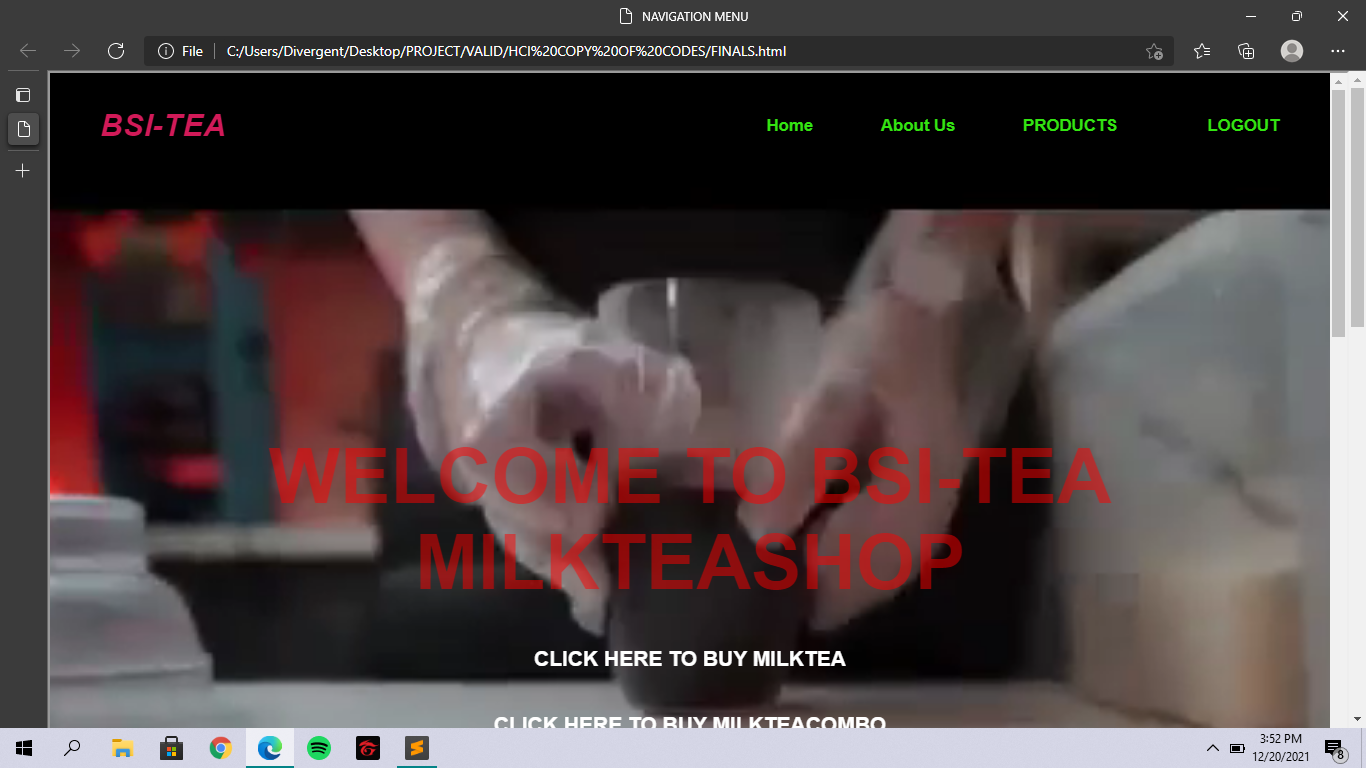 NAVIGATION MENU
File
C:/Users/Divergent/Desktop/PROJECT/VALID/HCI%20COPY%20OF%20CODES/FINALS.html
BSI-TEA
Home
About Us
PRODUCTS
LOGOUT
WELCOME TO BSI-TEA
MILKTEASHOP
CLICK HERE TO BUY MILKTEA
CLICK HERE TO BUY MILKTEACOMBO
3:52 PM
12/20/2021
8